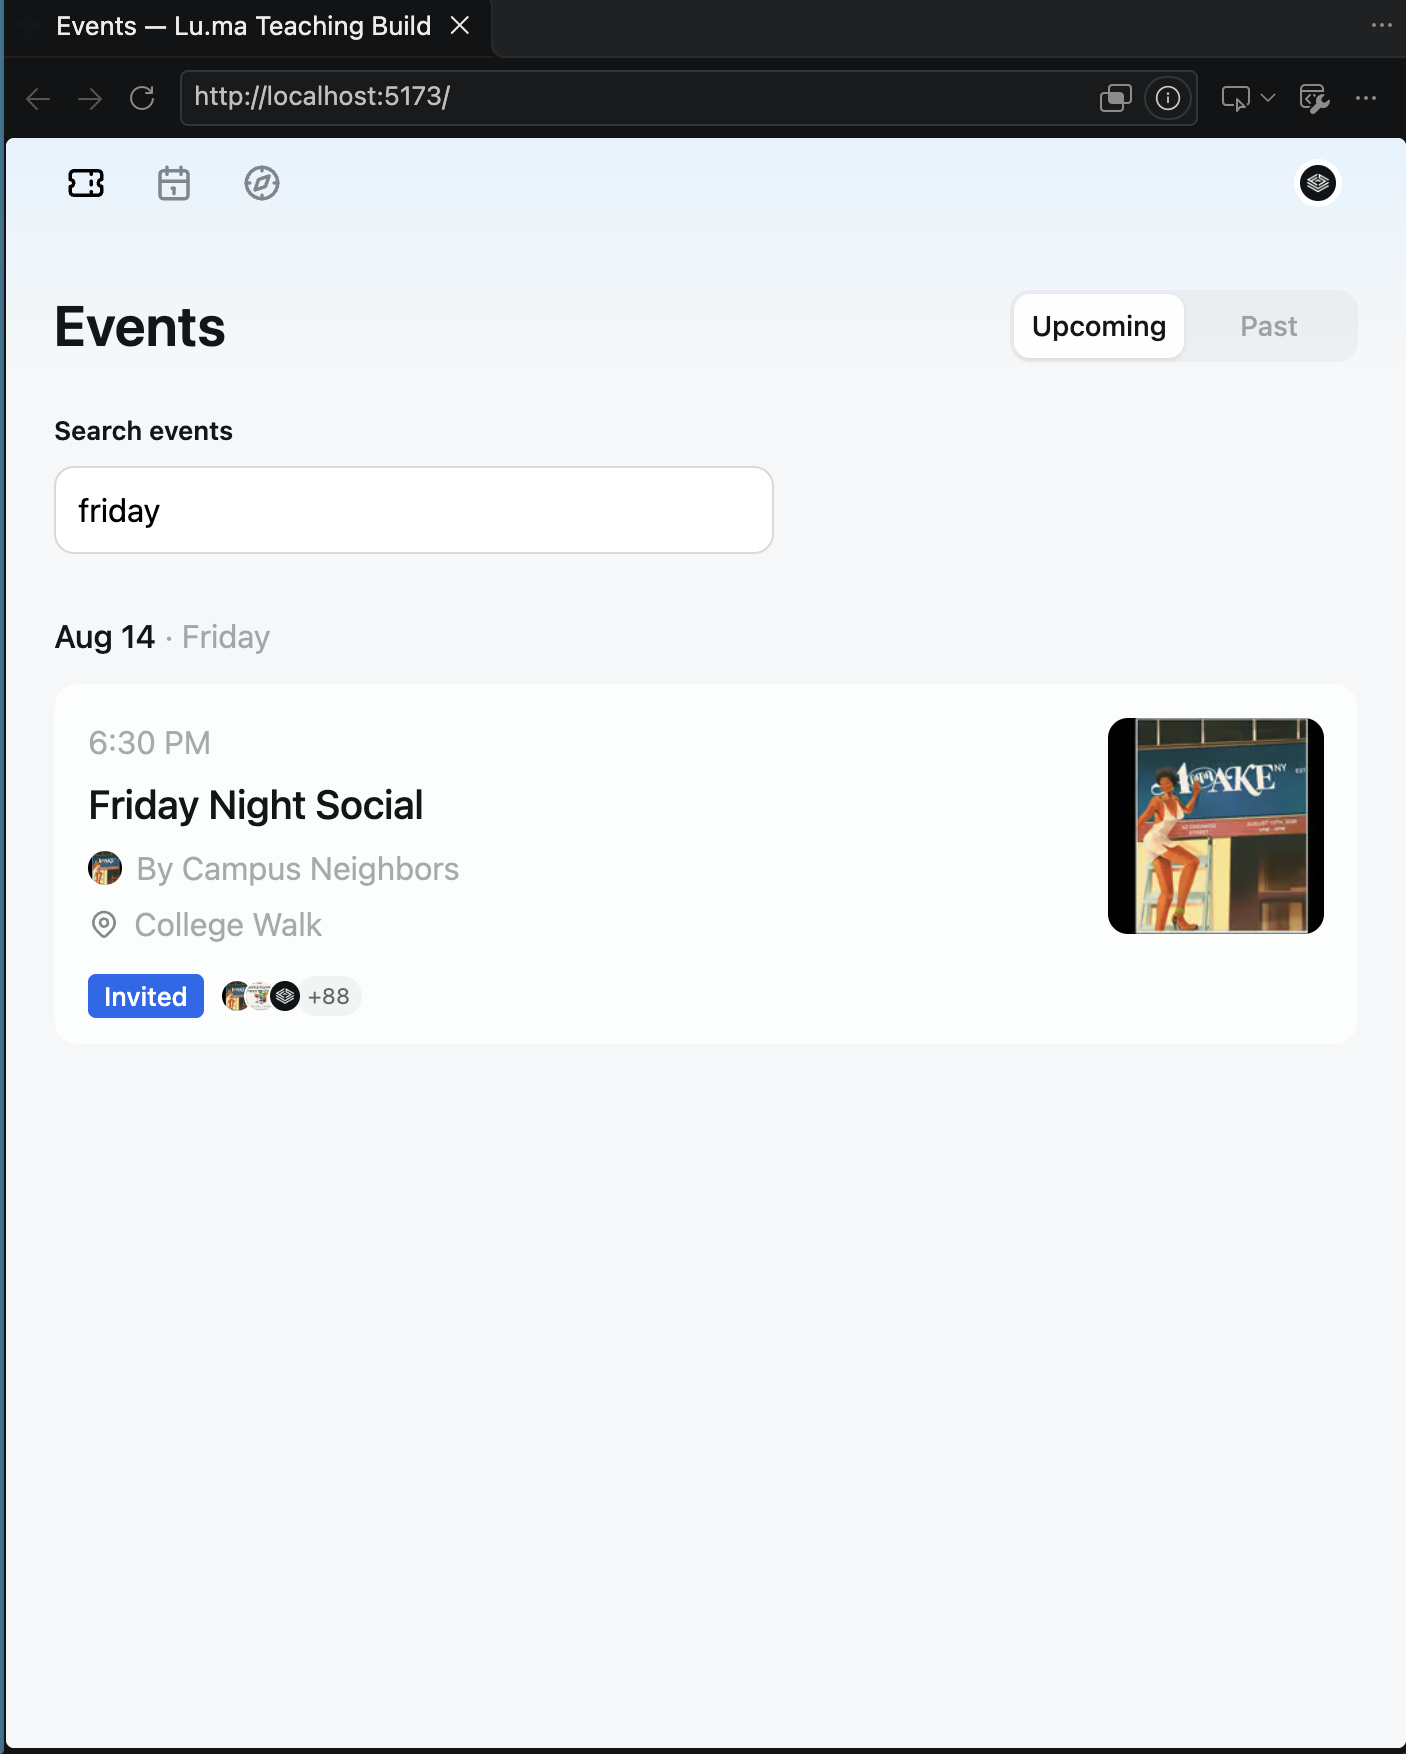 Events — Lu.ma Teaching Build
http://localhost:5173/
Events
Upcoming
Past
Search events
friday
Aug 14 · Friday
6:30 PM
Friday Night Social
By Campus Neighbors
College Walk
Invited
+88